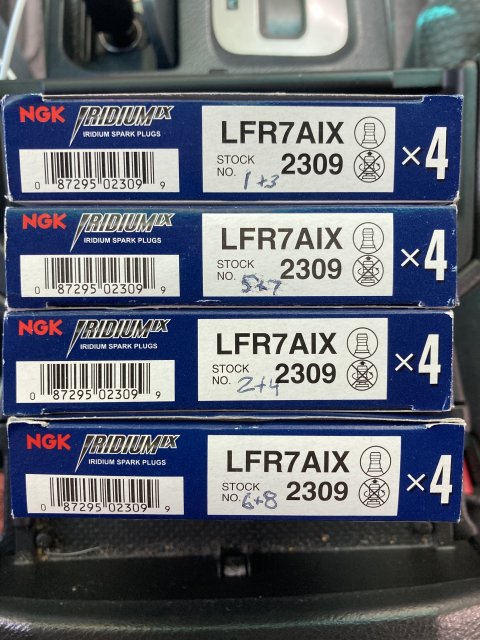 NGK IRIDIUM IX
IRIDIUM SPARK PLUGS
0 87295 02309 9
LFR7AIX
STOCK NO. 2309
1+3
×4
NGK IRIDIUM IX
IRIDIUM SPARK PLUGS
0 87295 02309 9
LFR7AIX
STOCK NO. 2309
5+7
×4
NGK IRIDIUM IX
IRIDIUM SPARK PLUGS
0 87295 02309 9
LFR7AIX
STOCK NO. 2309
2+4
×4
NGK IRIDIUM IX
IRIDIUM SPARK PLUGS
0 87295 02309 9
LFR7AIX
STOCK NO. 2309
6+8
×4